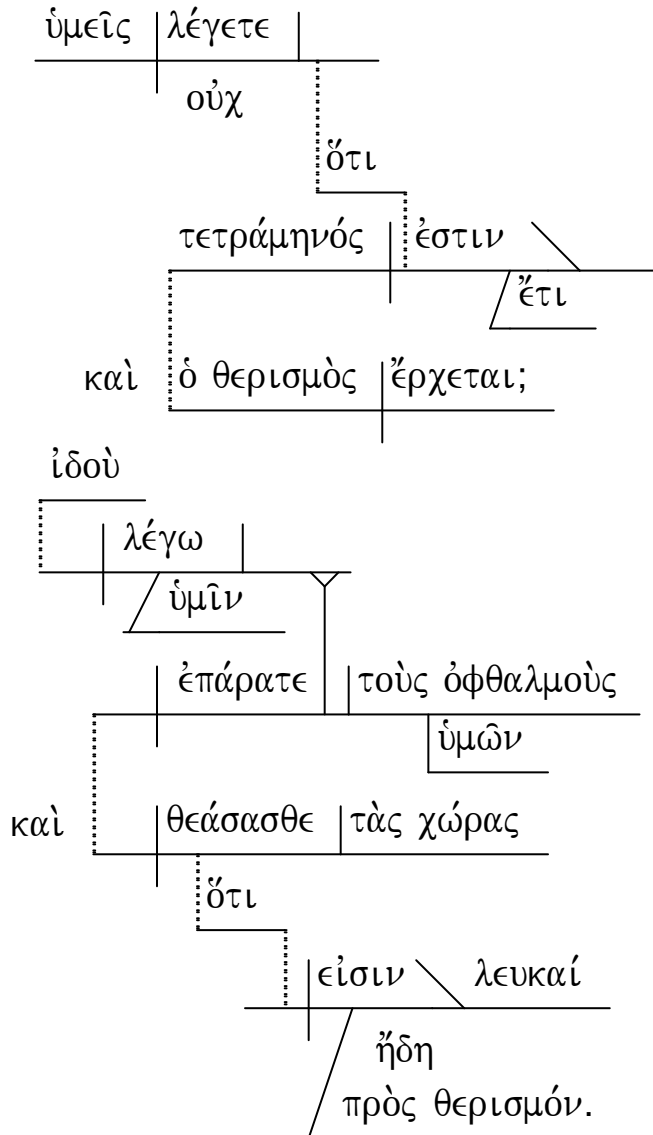 ὑμεῖς λέγετε
οὐχ
ὅτι
τετράμηνός ἐστιν
ἔτι
καὶ ὁ θερισμὸς ἔρχεται;
ἰδοὺ
λέγω
ὑμῖν
ἐπάρατε τοὺς ὀφθαλμοὺς
ὑμῶν
καὶ θεάσασθε τὰς χώρας
ὅτι
εἰσιν λευκαί
ἤδη
πρὸς θερισμόν.